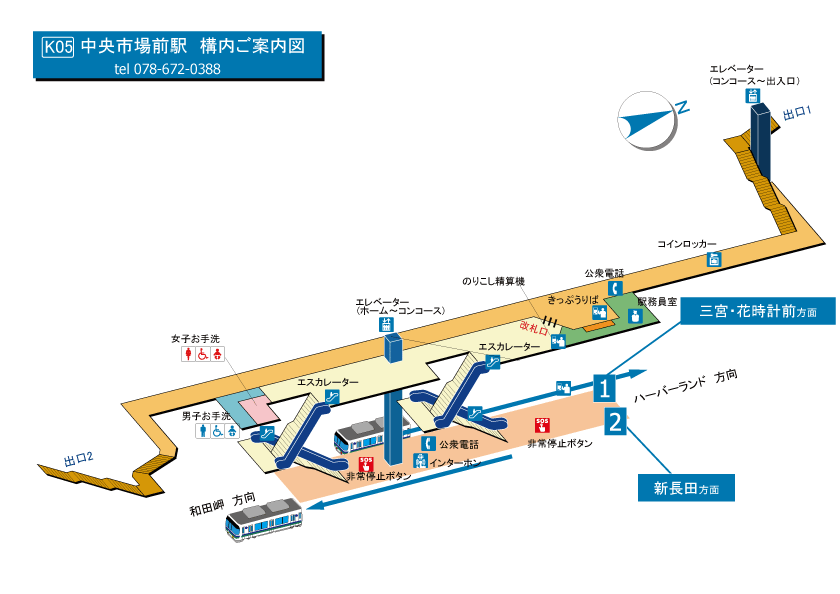 K05 中央市場前駅 構内ご案内図
tel 078-672-0388
エレベーター
(コンコース～出入口)
N
出口1
コインロッカー
公衆電話
のりこし精算機
きっぷうりば
駅務員室
エレベーター
(ホーム～コンコース)
改札口
三宮・花時計前方面
女子お手洗
エスカレーター
エスカレーター
1
ハーバーランド 方向
男子お手洗
2
SOS
公衆電話
非常停止ボタン
出口2
SOS
インターホン
非常停止ボタン
新長田方面
和田岬 方向